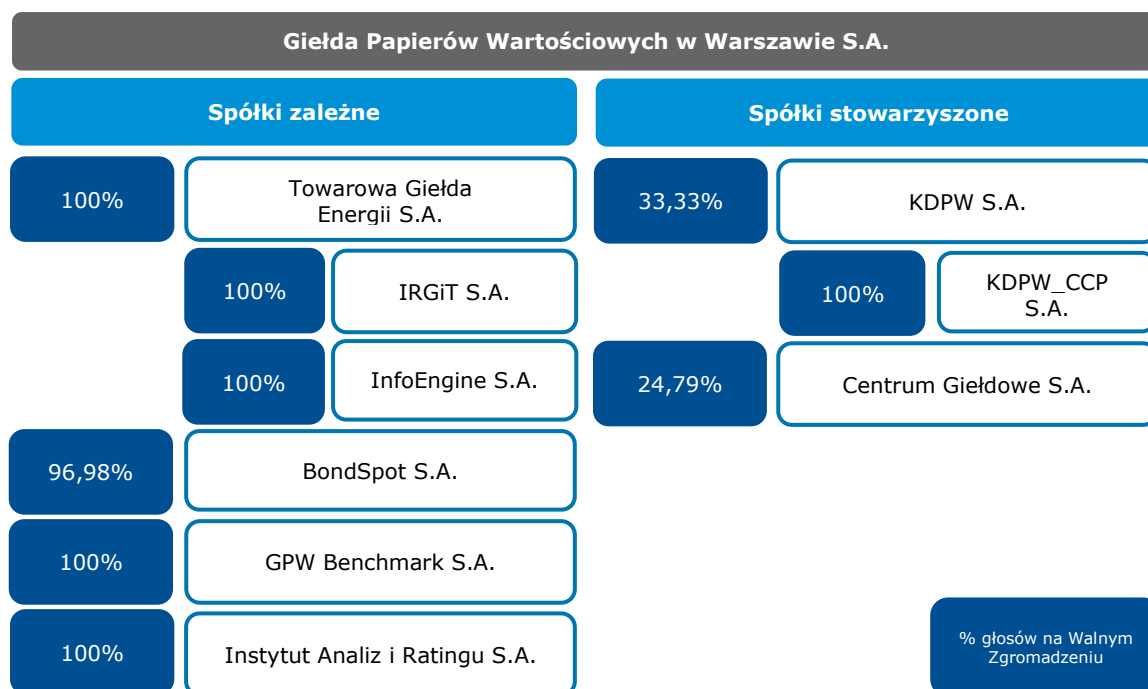 Giełda Papierów Wartościowych w Warszawie S.A.
Spółki zależne
100%
Towarowa Giełda
Energii S.A.
100%
IRGiT S.A.
100%
InfoEngine S.A.
96,98%
BondSpot S.A.
100%
GPW Benchmark S.A.
100%
Instytut Analiz i Ratingu S.A.
Spółki stowarzyszone
33,33%
KDPW S.A.
100%
KDPW_CCP
S.A.
24,79%
Centrum Giełdowe S.A.
% głosów na Walnym
Zgromadzeniu